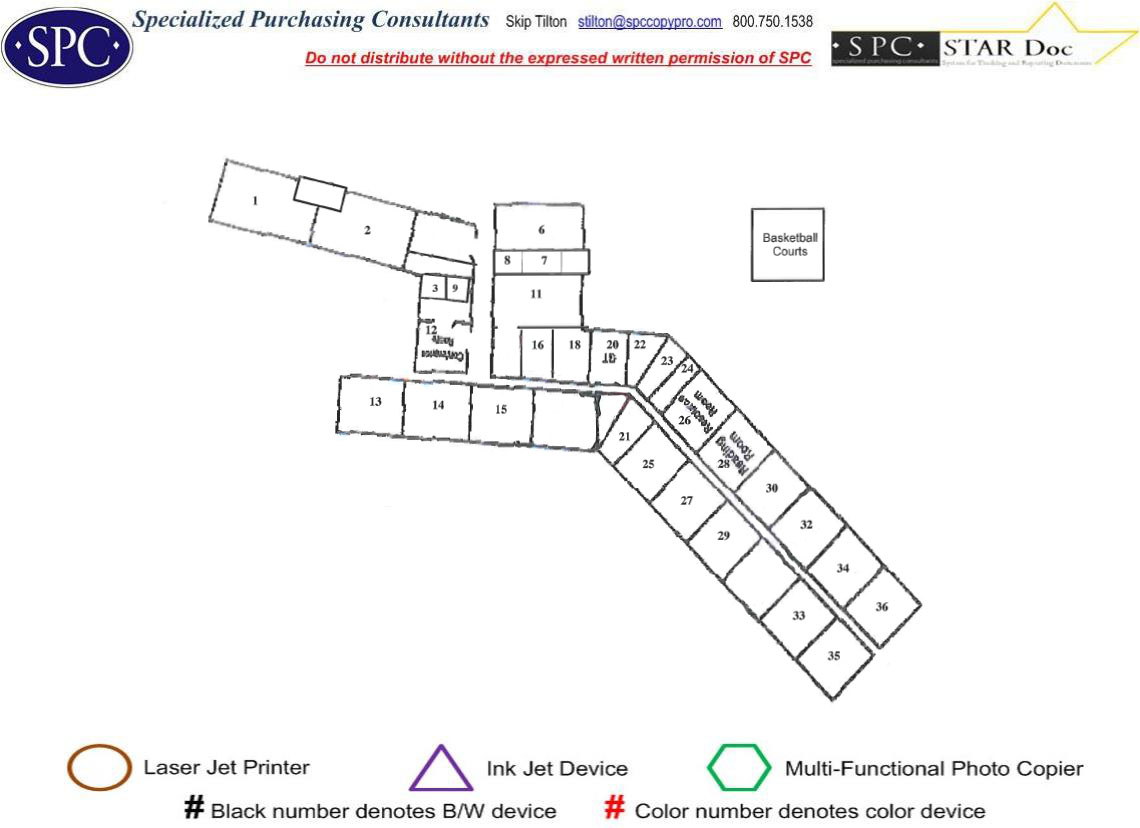 Specialized Purchasing Consultants Skip Tilton stilton@spccopypro.com 800.750.1538
·SPC·
Do not distribute without the expressed written permission of SPC
·SPC· STAR Doc
specialized purchasing consultants System for Tracking and Reporting Documents
1
2
6
Basketball
Courts
8 7
3 9
11
12
Conference
16 18 20 22
23 24
13 14 15
Resource
Room
26
21
Reading
Room
28
25
30
27
32
29
34
36
33
35
Laser Jet Printer
Ink Jet Device
Multi-Functional Photo Copier
# Black number denotes B/W device
# Color number denotes color device